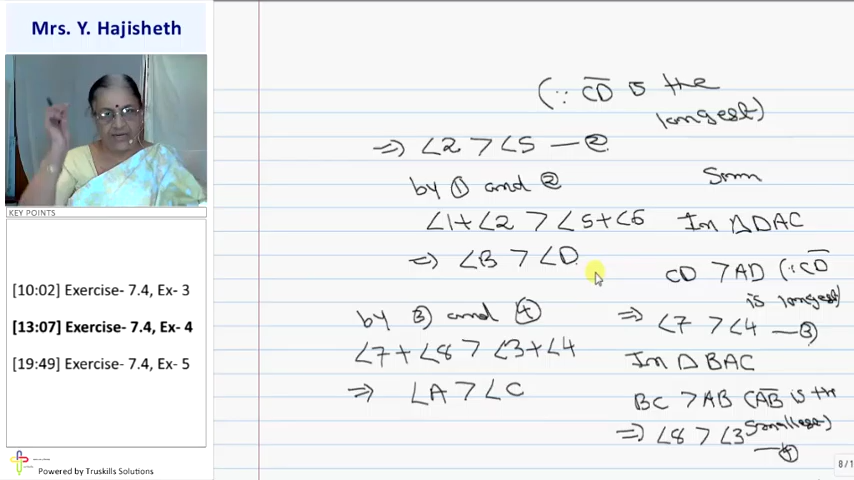 Mrs. Y. Hajisheth
KEY POINTS
[10:02] Exercise- 7.4, Ex- 3
[13:07] Exercise- 7.4, Ex- 4
[19:49] Exercise- 7.4, Ex- 5
Powered by Truskills Solutions
(∵ CD is the
longest)
⇒ ∠2 > ∠5 — ②
by ① and ②
∠1+∠2 > ∠5+∠6
⇒ ∠B > ∠D
by ③ and ④
∠7+∠8 > ∠3+∠4
⇒ ∠A > ∠C
In △DAC
CD > AD (∵ CD
is longest)
⇒ ∠7 > ∠4 — ③
In △BAC
BC > AB (AB is the
smallest)
⇒ ∠8 > ∠3
— ④
8/1